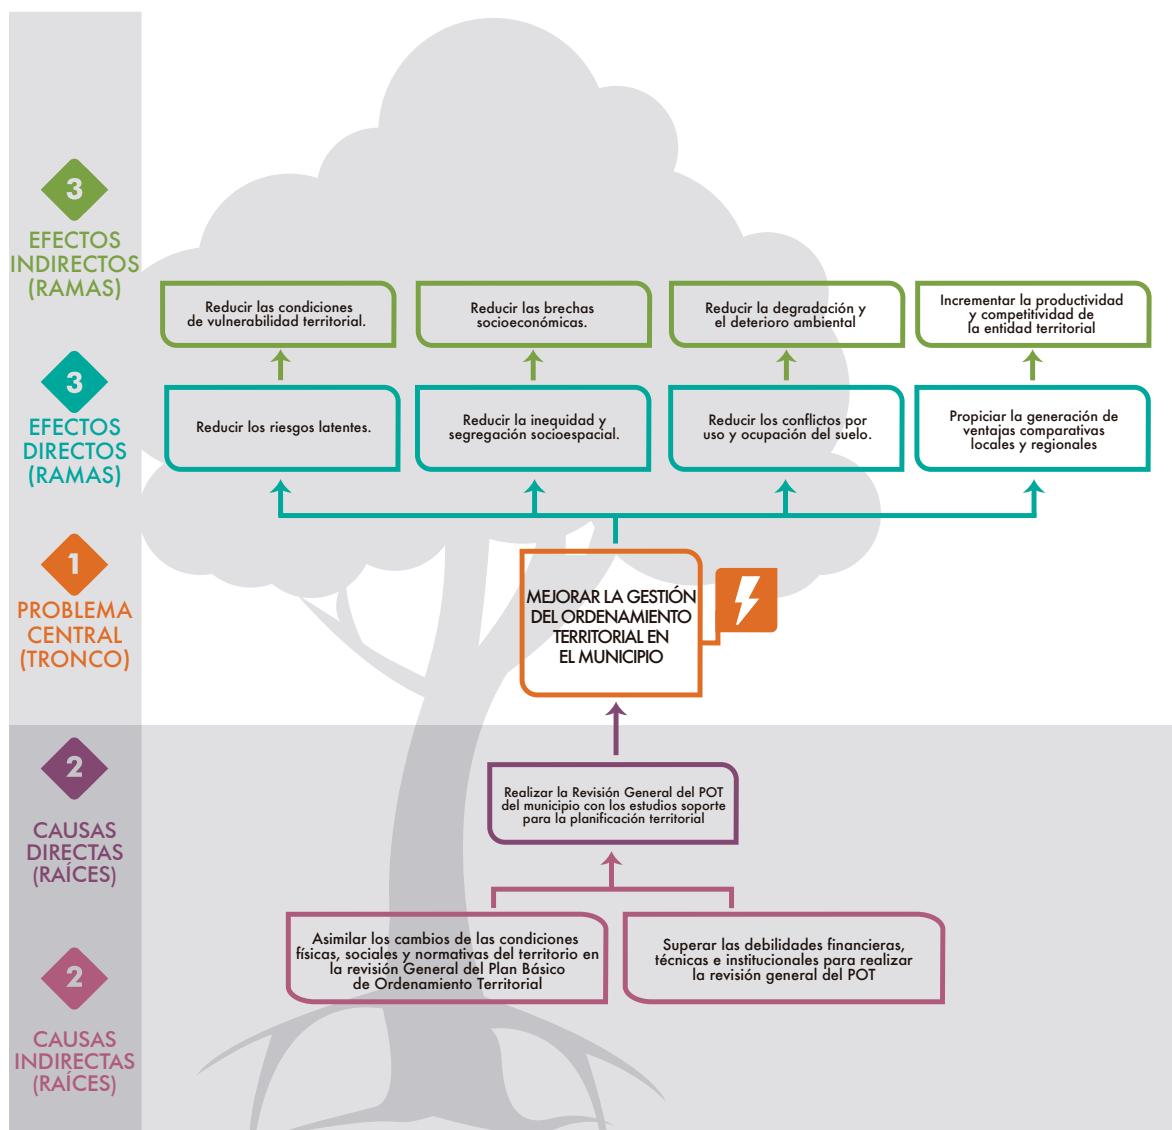 3
EFECTOS
INDIRECTOS
(RAMAS)
Reducir las condiciones
de vulnerabilidad territorial.
Reducir las brechas
socioeconómicas.
Reducir la degradación y
el deterioro ambiental
Incrementar la productividad
y competitividad de
la entidad territorial
3
EFECTOS
DIRECTOS
(RAMAS)
Reducir los riesgos latentes.
Reducir la inequidad y
segregación socioespacial.
Reducir los conflictos por
uso y ocupación del suelo.
Propiciar la generación de
ventajas comparativas
locales y regionales
1
PROBLEMA
CENTRAL
(TRONCO)
MEJORAR LA GESTIÓN
DEL ORDENAMIENTO
TERRITORIAL EN
EL MUNICIPIO
2
CAUSAS
DIRECTAS
(RAÍCES)
Realizar la Revisión General del POT
del municipio con los estudios soporte
para la planificación territorial
2
CAUSAS
INDIRECTAS
(RAÍCES)
Asimilar los cambios de las condiciones
físicas, sociales y normativas del territorio en
la revisión General del Plan Básico
de Ordenamiento Territorial
Superar las debilidades financieras,
técnicas e institucionales para realizar
la revisión general del POT